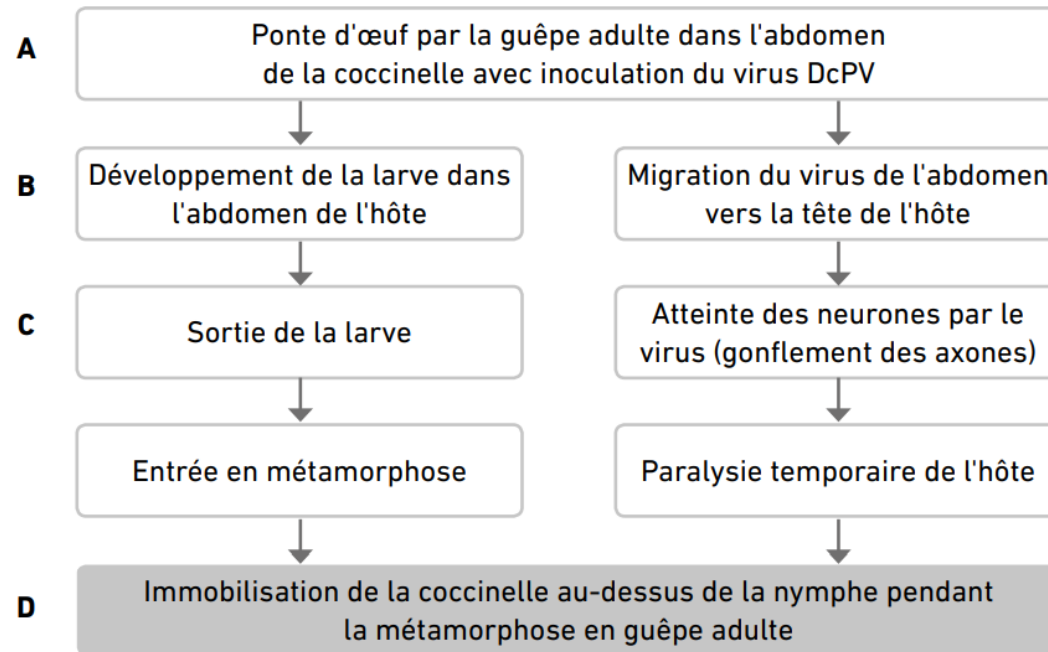 A
Ponte d'œuf par la guêpe adulte dans l'abdomen
de la coccinelle avec inoculation du virus DcPV
B
Développement de la larve dans
l'abdomen de l'hôte
Migration du virus de l'abdomen
vers la tête de l'hôte
C
Sortie de la larve
Atteinte des neurones par le
virus (gonflement des axones)
Entrée en métamorphose
Paralysie temporaire de l'hôte
D
Immobilisation de la coccinelle au-dessus de la nymphe pendant
la métamorphose en guêpe adulte